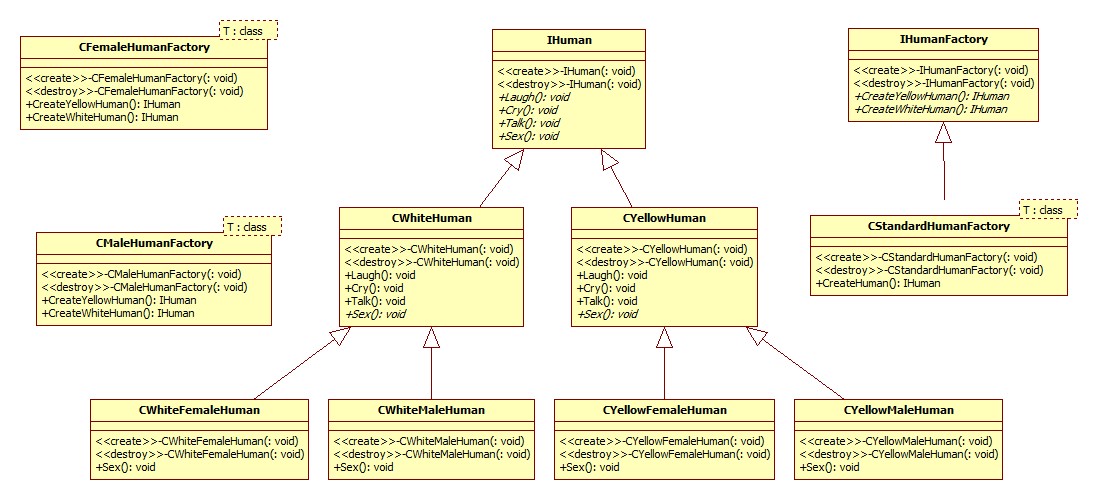 T : class
CFemaleHumanFactory
<<create>>-CFemaleHumanFactory(: void)
<<destroy>>-CFemaleHumanFactory(: void)
+CreateYellowHuman(): IHuman
+CreateWhiteHuman(): IHuman
IHuman
<<create>>-IHuman(: void)
<<destroy>>-IHuman(: void)
+Laugh(): void
+Cry(): void
+Talk(): void
+Sex(): void
IHumanFactory
<<create>>-IHumanFactory(: void)
<<destroy>>-IHumanFactory(: void)
+CreateYellowHuman(): IHuman
+CreateWhiteHuman(): IHuman
T : class
CMaleHumanFactory
<<create>>-CMaleHumanFactory(: void)
<<destroy>>-CMaleHumanFactory(: void)
+CreateYellowHuman(): IHuman
+CreateWhiteHuman(): IHuman
CWhiteHuman
<<create>>-CWhiteHuman(: void)
<<destroy>>-CWhiteHuman(: void)
+Laugh(): void
+Cry(): void
+Talk(): void
+Sex(): void
CYellowHuman
<<create>>-CYellowHuman(: void)
<<destroy>>-CYellowHuman(: void)
+Laugh(): void
+Cry(): void
+Talk(): void
+Sex(): void
T : class
CStandardHumanFactory
<<create>>-CStandardHumanFactory(: void)
<<destroy>>-CStandardHumanFactory(: void)
+CreateHuman(): IHuman
CWhiteFemaleHuman
<<create>>-CWhiteFemaleHuman(: void)
<<destroy>>-CWhiteFemaleHuman(: void)
+Sex(): void
CWhiteMaleHuman
<<create>>-CWhiteMaleHuman(: void)
<<destroy>>-CWhiteMaleHuman(: void)
+Sex(): void
CYellowFemaleHuman
<<create>>-CYellowFemaleHuman(: void)
<<destroy>>-CYellowFemaleHuman(: void)
+Sex(): void
CYellowMaleHuman
<<create>>-CYellowMaleHuman(: void)
<<destroy>>-CYellowMaleHuman(: void)
+Sex(): void